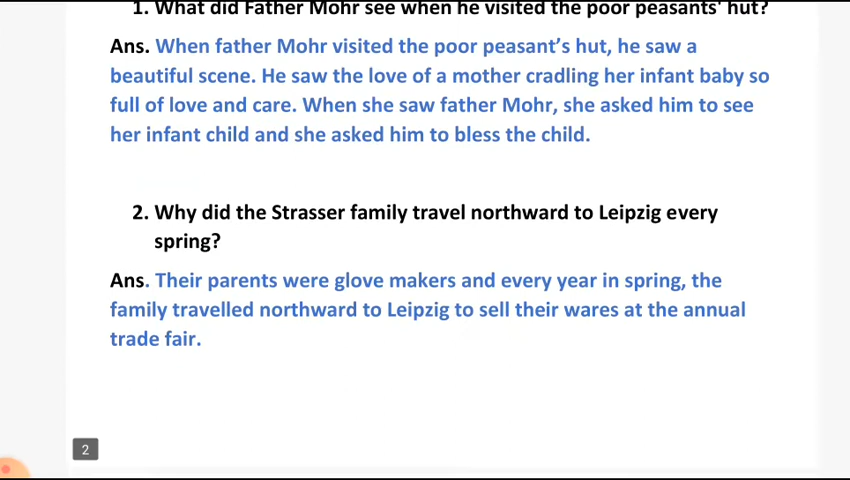 1. What did Father Mohr see when he visited the poor peasants' hut?
Ans. When father Mohr visited the poor peasant's hut, he saw a
beautiful scene. He saw the love of a mother cradling her infant baby so
full of love and care. When she saw father Mohr, she asked him to see
her infant child and she asked him to bless the child.
2. Why did the Strasser family travel northward to Leipzig every
spring?
Ans. Their parents were glove makers and every year in spring, the
family travelled northward to Leipzig to sell their wares at the annual
trade fair.
2